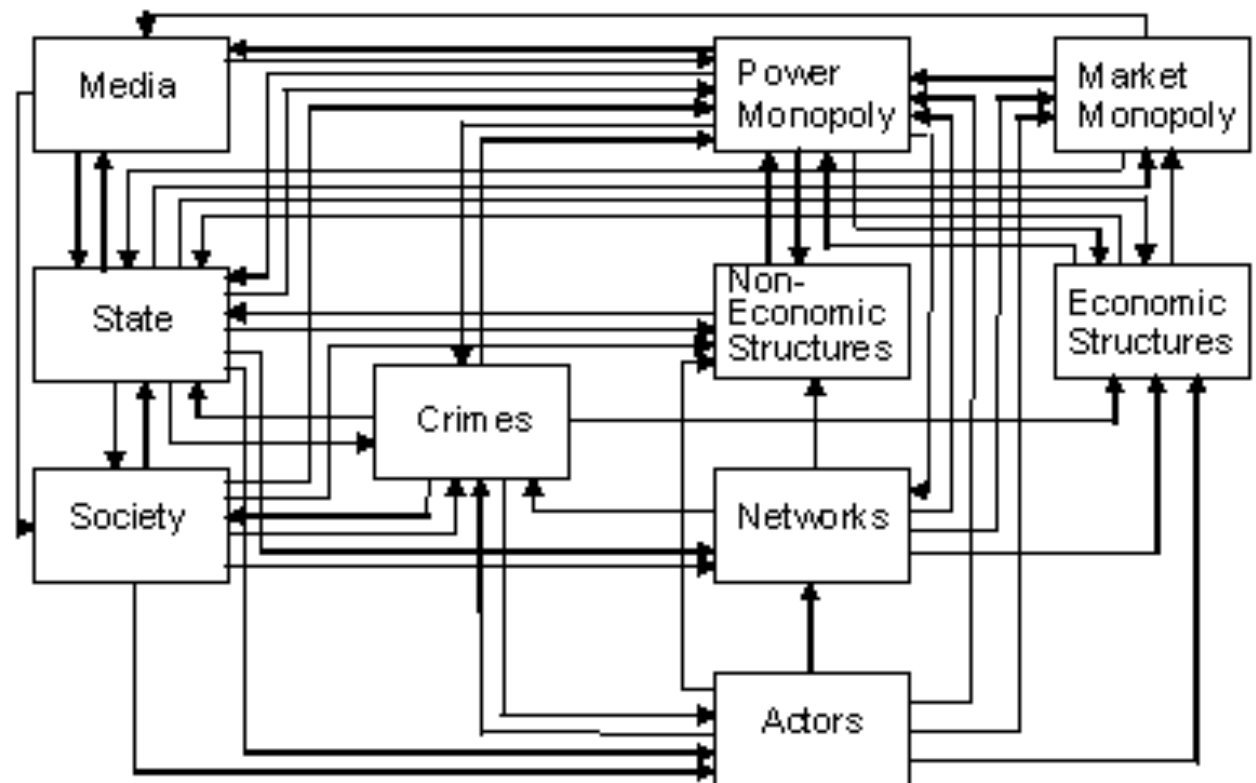 Media
Power
Monopoly
Market
Monopoly
State
Non-
Economic
Structures
Economic
Structures
Crimes
Society
Networks
Actors